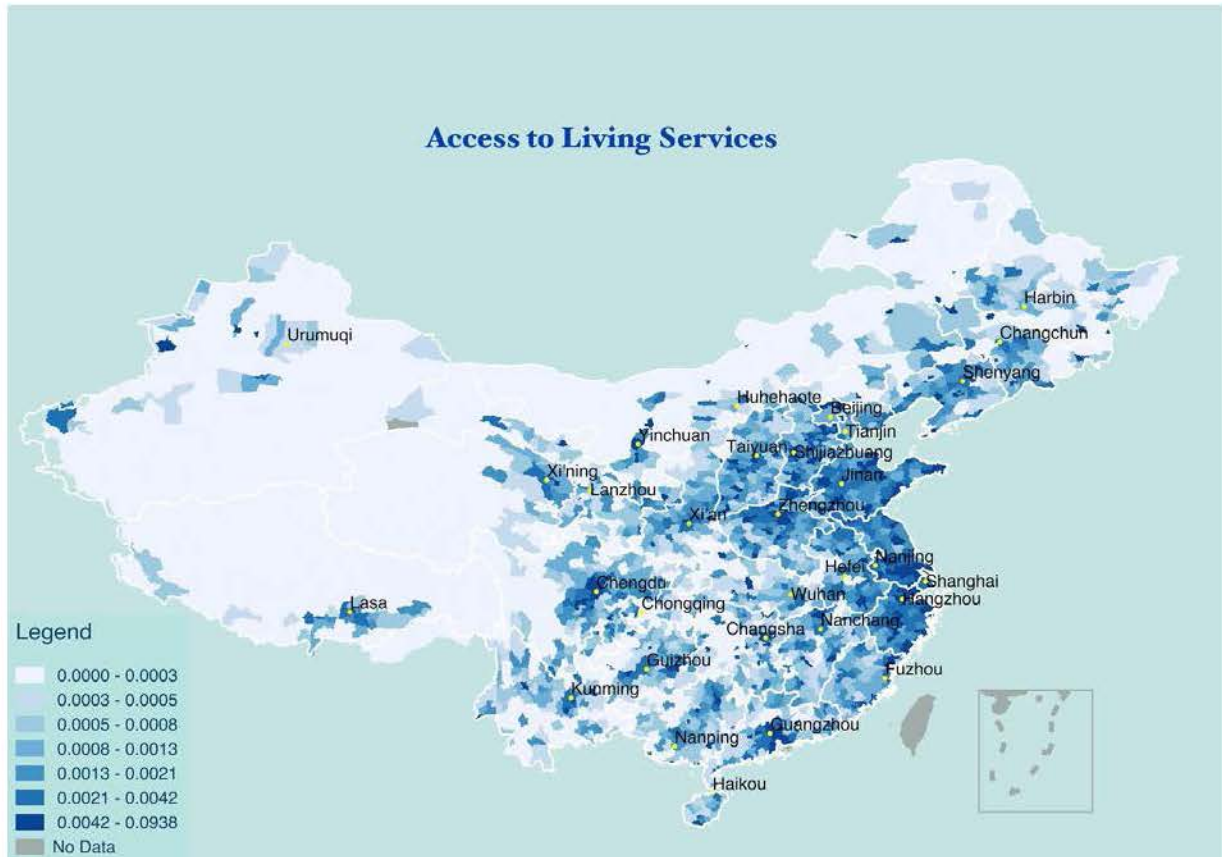 Access to Living Services
Harbin
Changchun
Urumuqi
Shenyang
Huhehaote
Beijing
Tianjin
Yinchuan
Taiyuan
Shijiazhuang
Xi'ning
Jinan
Lanzhou
Zhengzhou
Xi'an
Nanjing
Hefei
Shanghai
Chengdu
Wuhan
Hangzhou
Lasa
Chongqing
Nanchang
Changsha
Guizhou
Fuzhou
Kunming
Guangzhou
Nanping
Haikou
Legend
0.0000 - 0.0003
0.0003 - 0.0005
0.0005 - 0.0008
0.0008 - 0.0013
0.0013 - 0.0021
0.0021 - 0.0042
0.0042 - 0.0938
No Data